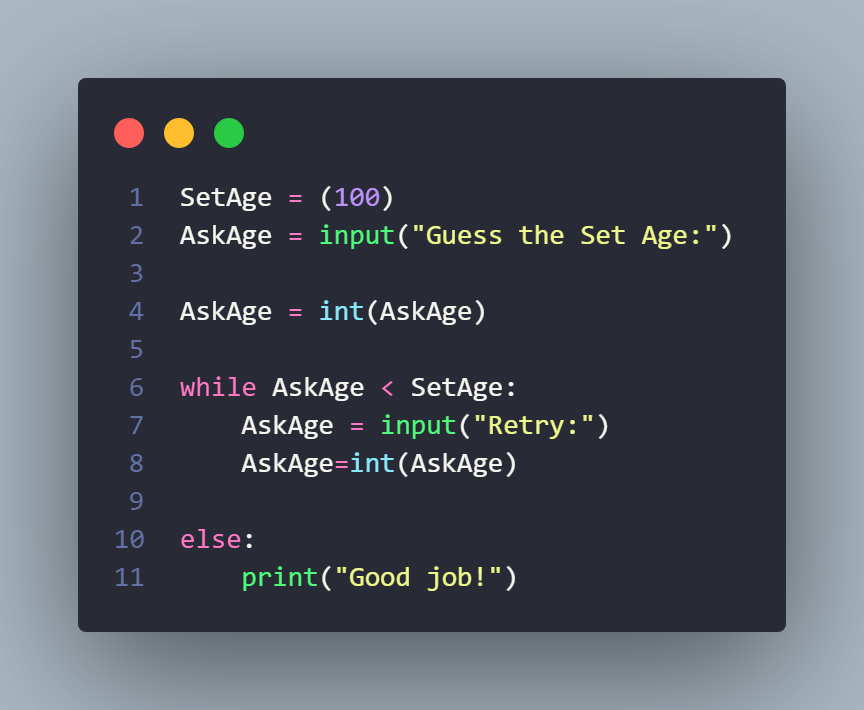 1 SetAge = (100)
2 AskAge = input("Guess the Set Age:")
3
4 AskAge = int(AskAge)
5
6 while AskAge < SetAge:
7     AskAge = input("Retry:")
8     AskAge=int(AskAge)
9
10 else:
11     print("Good job!")